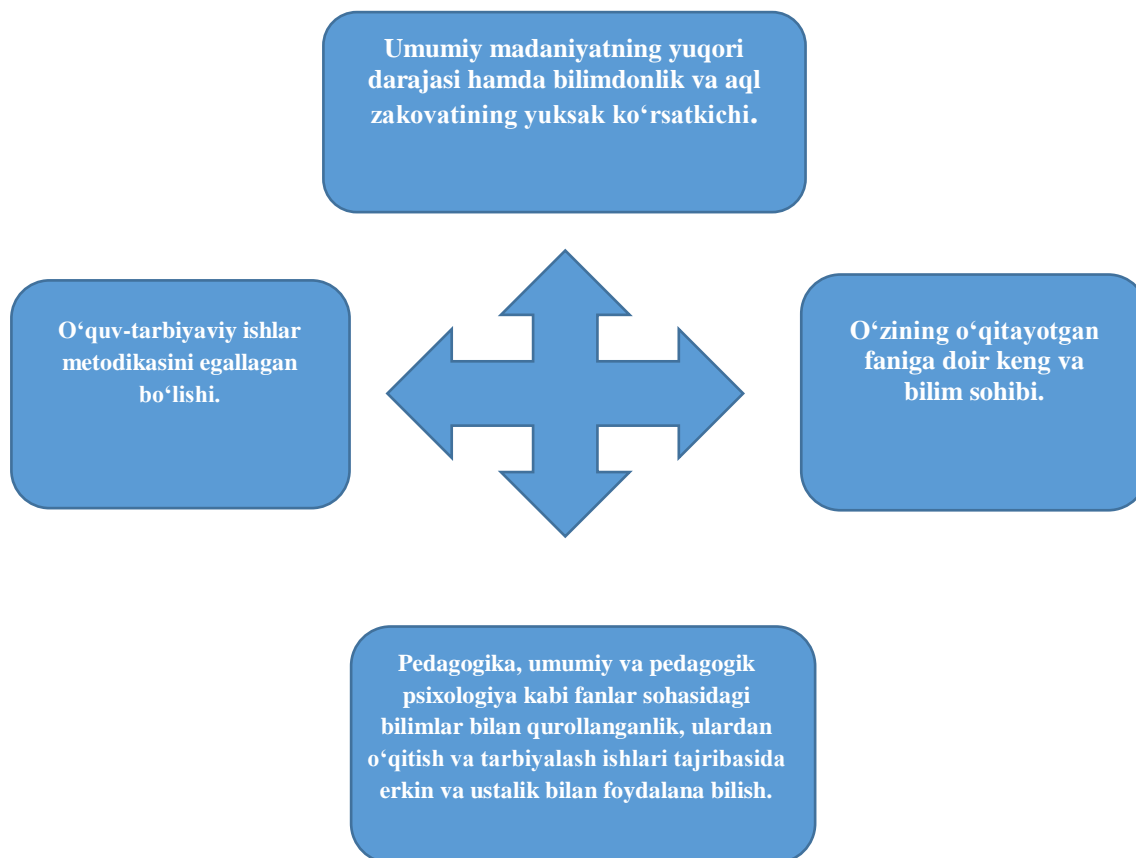 Umumiy madaniyatning yuqori
darajasi hamda bilimdonlik va aql
zakovatining yuksak ko‘rsatkichi.
O‘quv-tarbiyaviy ishlar
metodikasini egallagan
bo‘lishi.
O‘zining o‘qitayotgan
faniga doir keng va
bilim sohibi.
Pedagogika, umumiy va pedagogik
psixologiya kabi fanlar sohasidagi
bilimlar bilan qurollanganlik, ulardan
o‘qitish va tarbiyalash ishlari tajribasida
erkin va ustalik bilan foydalana bilish.